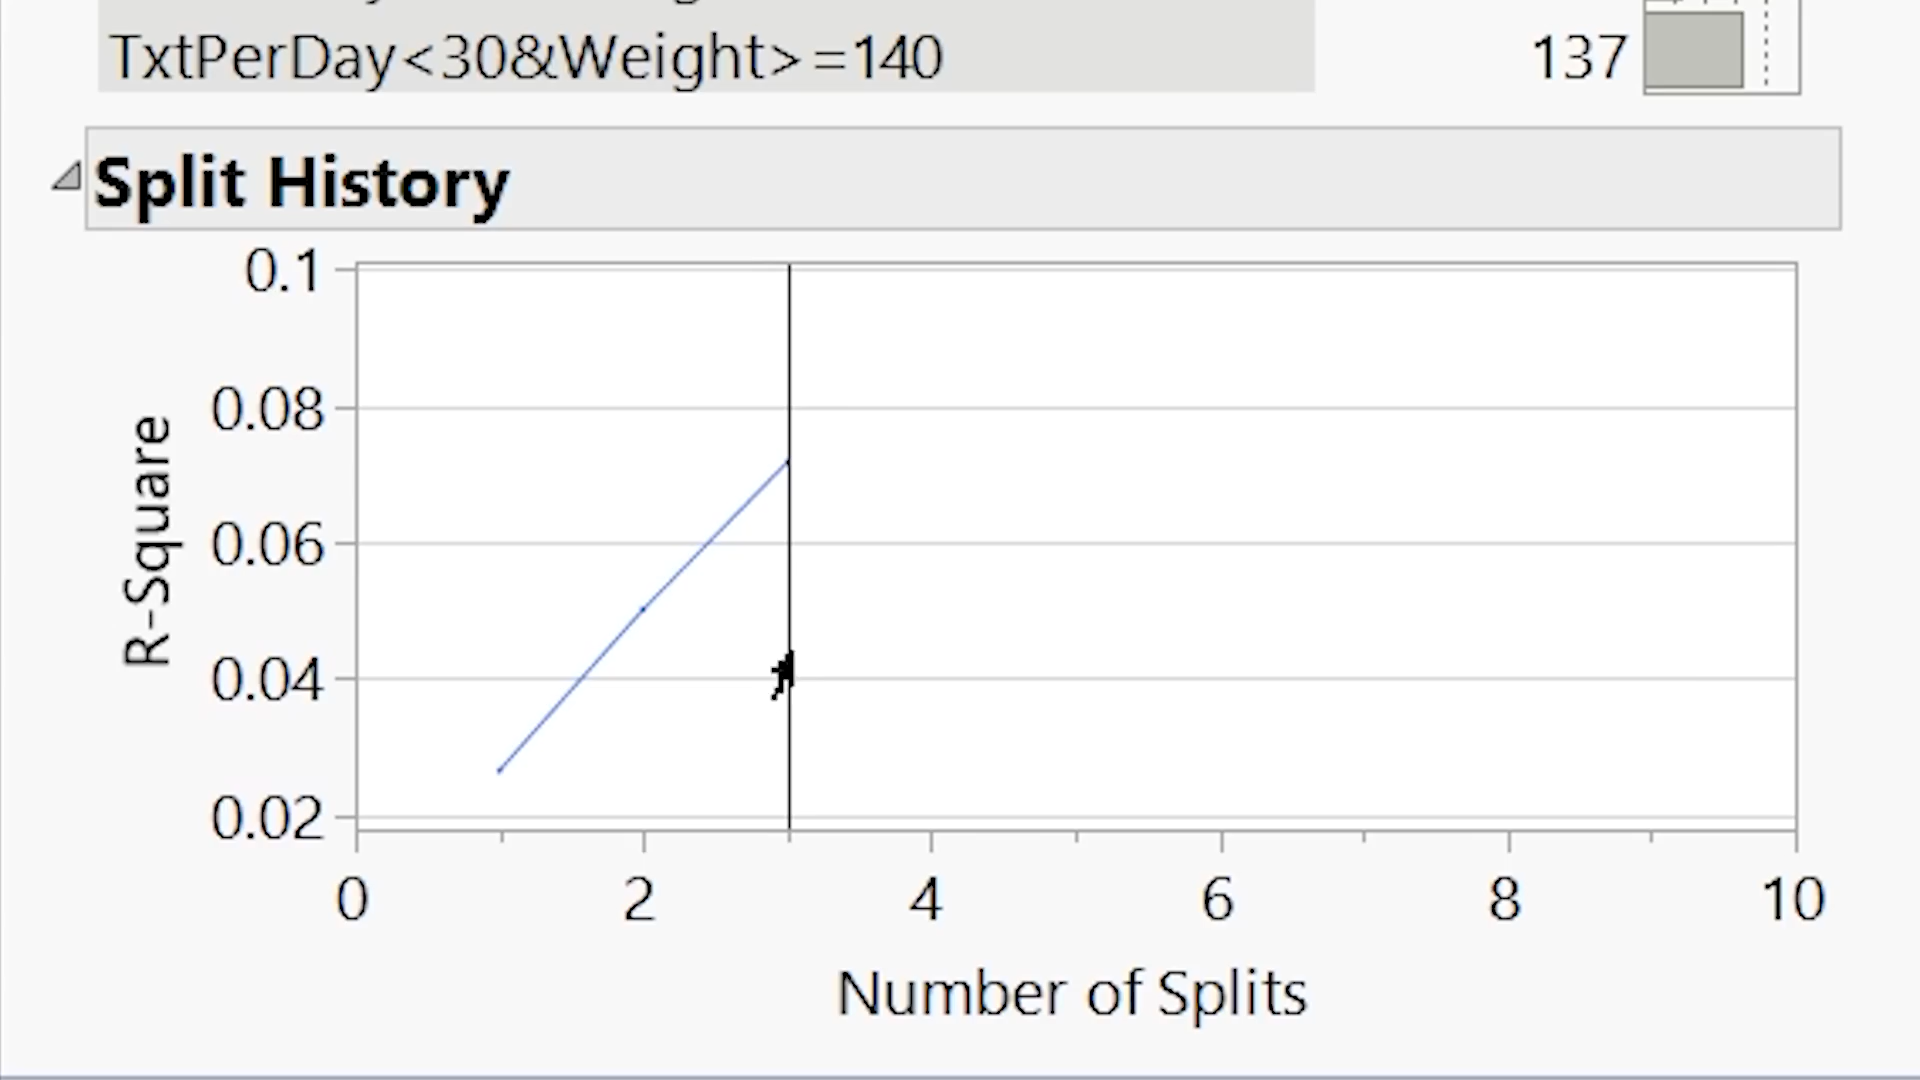 TxtPerDay<30&Weight>=140 137
Split History
0.1
0.08
0.06
0.04
0.02
R-Square
0 2 4 6 8 10
Number of Splits